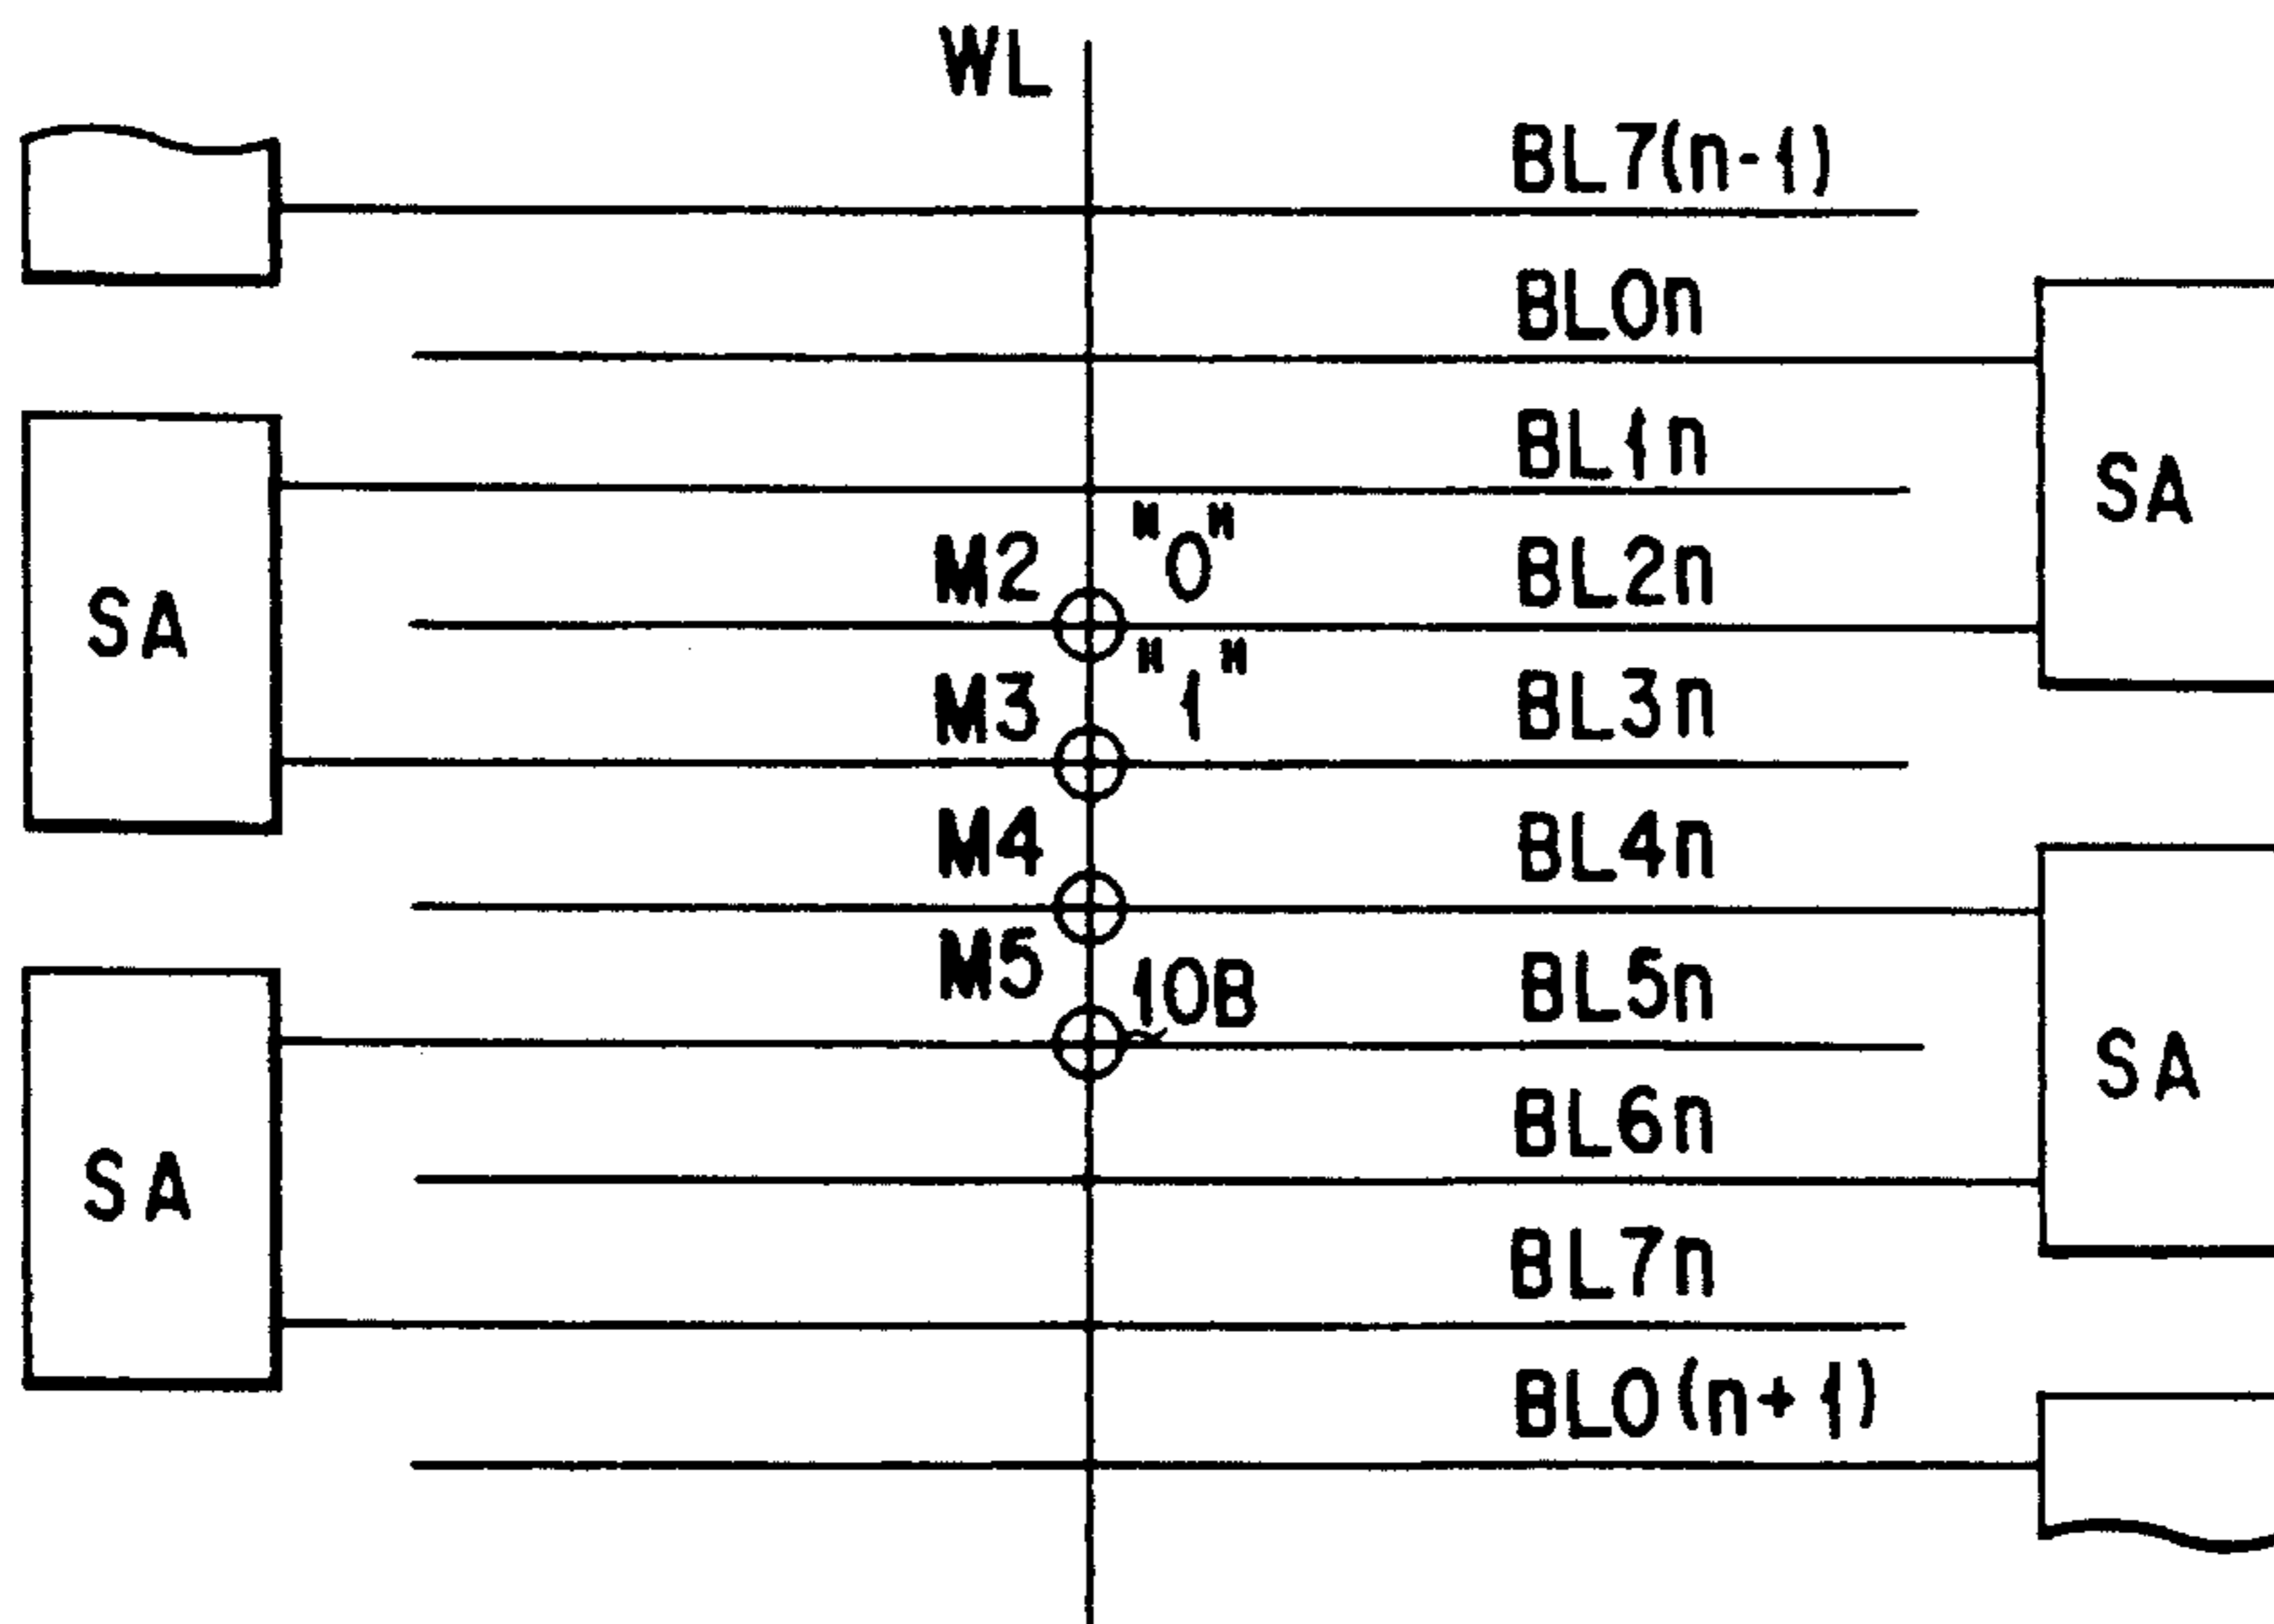 WL
BL7(n-1)
BL0n
BL1n
SA
"0"
M2
BL2n
SA
"1"
M3
BL3n
M4
BL4n
M5
10B
BL5n
SA
BL6n
SA
BL7n
BL0(n+1)